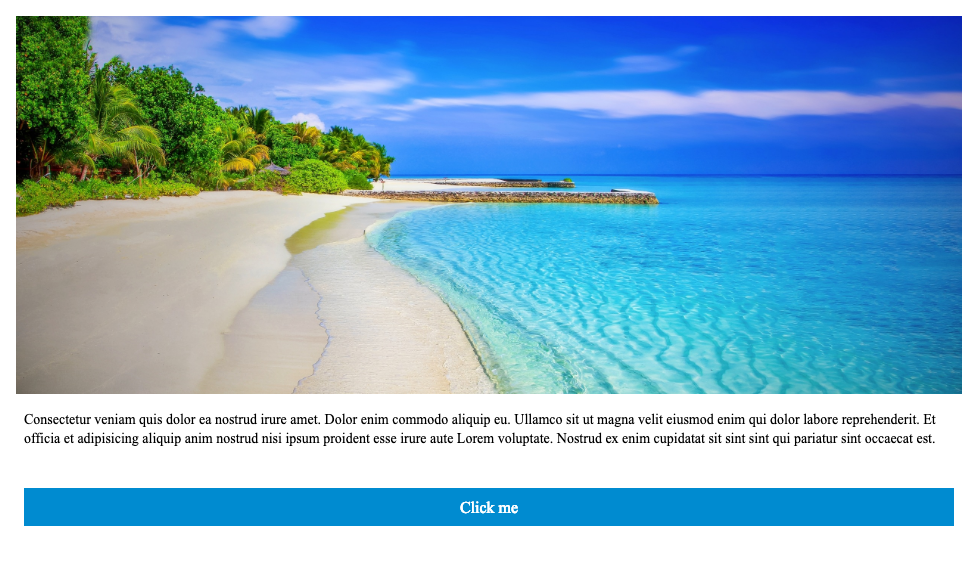 Consectetur veniam quis dolor ea nostrud irure amet. Dolor enim commodo aliquip eu. Ullamco sit ut magna velit eiusmod enim qui dolor labore reprehenderit. Et
officia et adipisicing aliquip anim nostrud nisi ipsum proident esse irure aute Lorem voluptate. Nostrud ex enim cupidatat sit sint sint qui pariatur sint occaecat est.
Click me